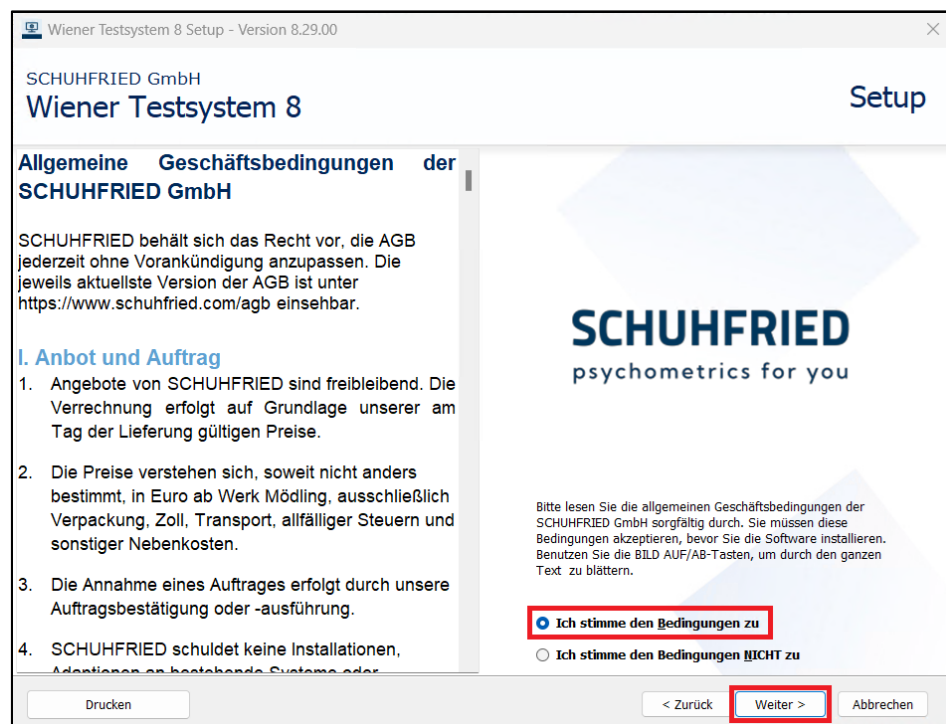 Wiener Testsystem 8 Setup - Version 8.29.00
SCHUHFRIED GmbH
Wiener Testsystem 8
Setup
Allgemeine Geschäftsbedingungen der
SCHUHFRIED GmbH
SCHUHFRIED behält sich das Recht vor, die AGB
jederzeit ohne Vorankündigung anzupassen. Die
jeweils aktuellste Version der AGB ist unter
https://www.schuhfried.com/agb einsehbar.
I. Anbot und Auftrag
1. Angebote von SCHUHFRIED sind freibleibend. Die
Verrechnung erfolgt auf Grundlage unserer am
Tag der Lieferung gültigen Preise.
2. Die Preise verstehen sich, soweit nicht anders
bestimmt, in Euro ab Werk Mödling, ausschließlich
Verpackung, Zoll, Transport, allfälliger Steuern und
sonstiger Nebenkosten.
3. Die Annahme eines Auftrages erfolgt durch unsere
Auftragsbestätigung oder -ausführung.
4. SCHUHFRIED schuldet keine Installationen,
Adaptionen an bestehende Systeme oder
SCHUHFRIED
psychometrics for you
Bitte lesen Sie die allgemeinen Geschäftsbedingungen der
SCHUHFRIED GmbH sorgfältig durch. Sie müssen diese
Bedingungen akzeptieren, bevor Sie die Software installieren.
Benutzen Sie die BILD AUF/AB-Tasten, um durch den ganzen
Text zu blättern.
Ich stimme den Bedingungen zu
Ich stimme den Bedingungen NICHT zu
Drucken
< Zurück
Weiter >
Abbrechen